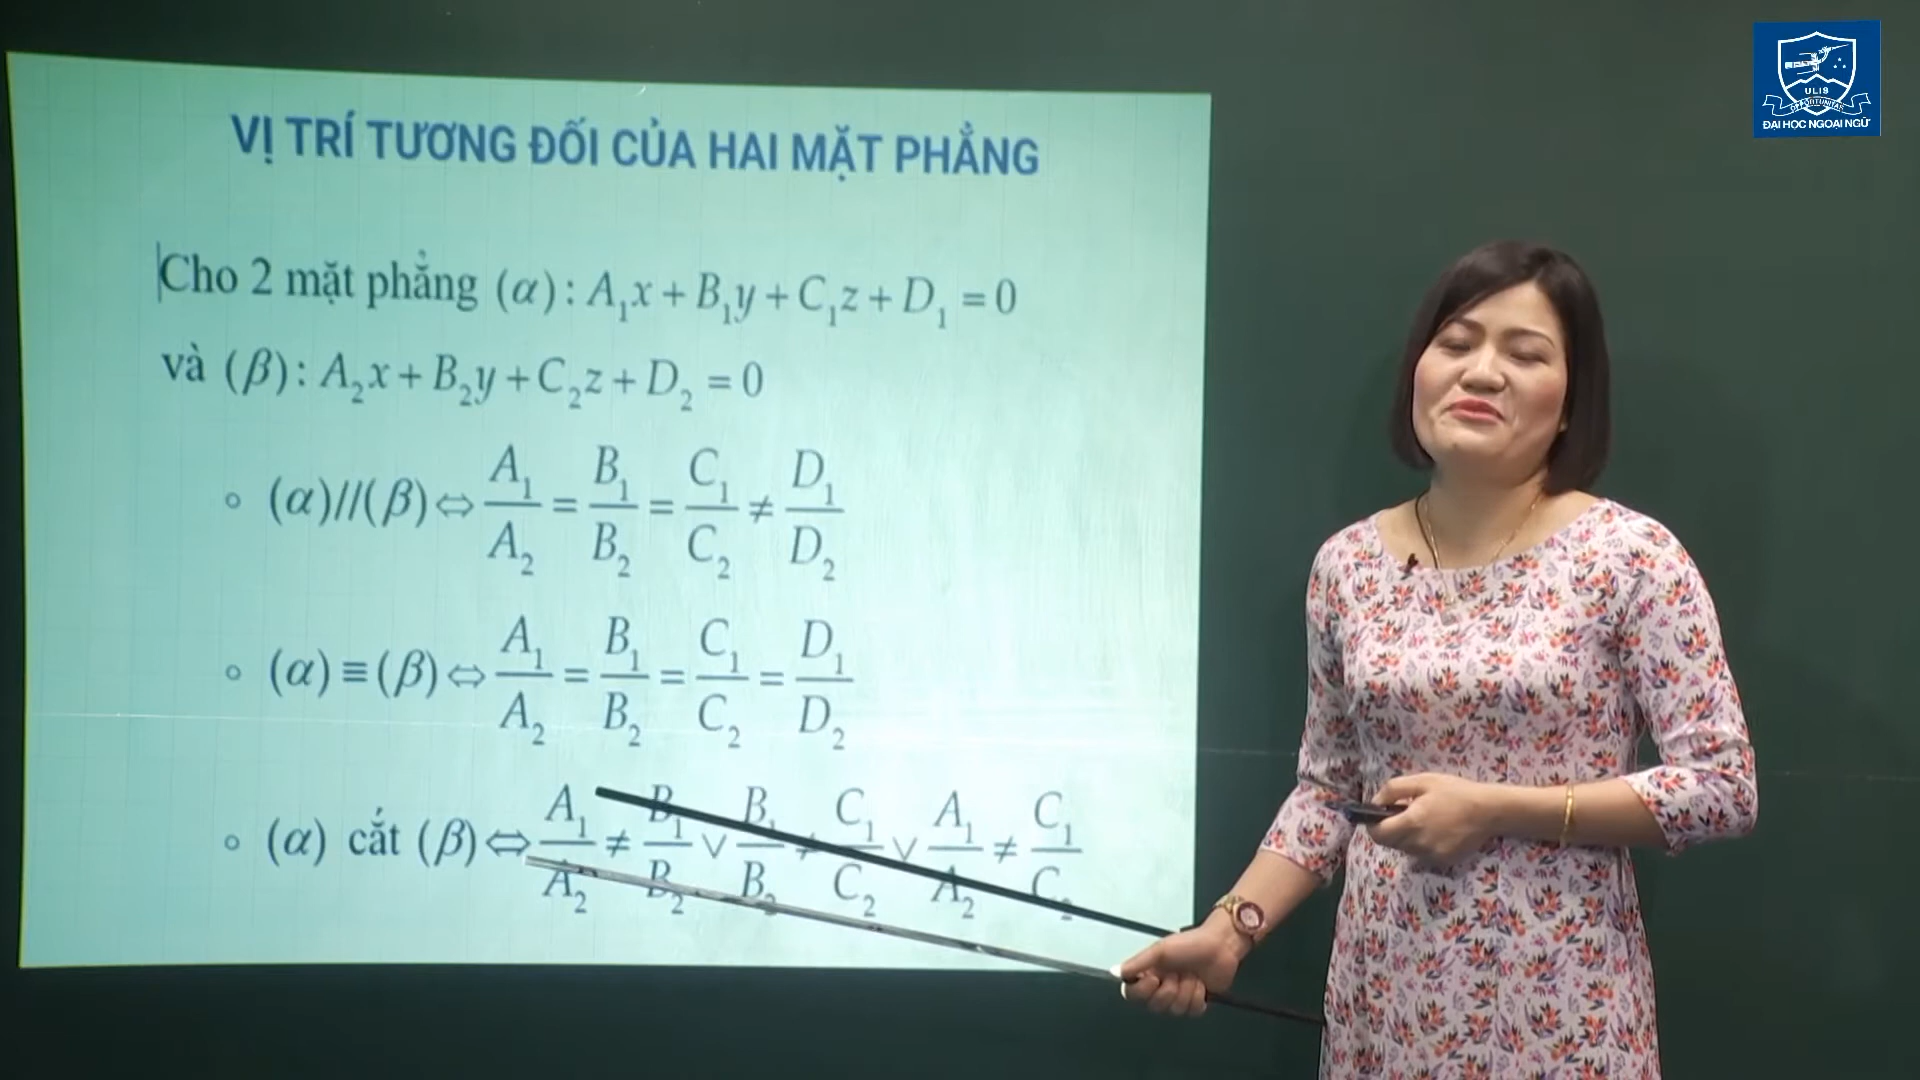 VỊ TRÍ TƯƠNG ĐỐI CỦA HAI MẶT PHẲNG
Cho 2 mặt phẳng (α): A₁x + B₁y + C₁z + D₁ = 0
và (β): A₂x + B₂y + C₂z + D₂ = 0
∘ (α)//(β) ⇔ A₁/A₂ = B₁/B₂ = C₁/C₂ ≠ D₁/D₂
∘ (α) ≡ (β) ⇔ A₁/A₂ = B₁/B₂ = C₁/C₂ = D₁/D₂
∘ (α) cắt (β) ⇔ A₁/A₂ ≠ B₁/B₂ ∨ B₁/B₂ ≠ C₁/C₂ ∨ A₁/A₂ ≠ C₁/C₂
ULIS
OPPORTUNITAS
ĐẠI HỌC NGOẠI NGỮ